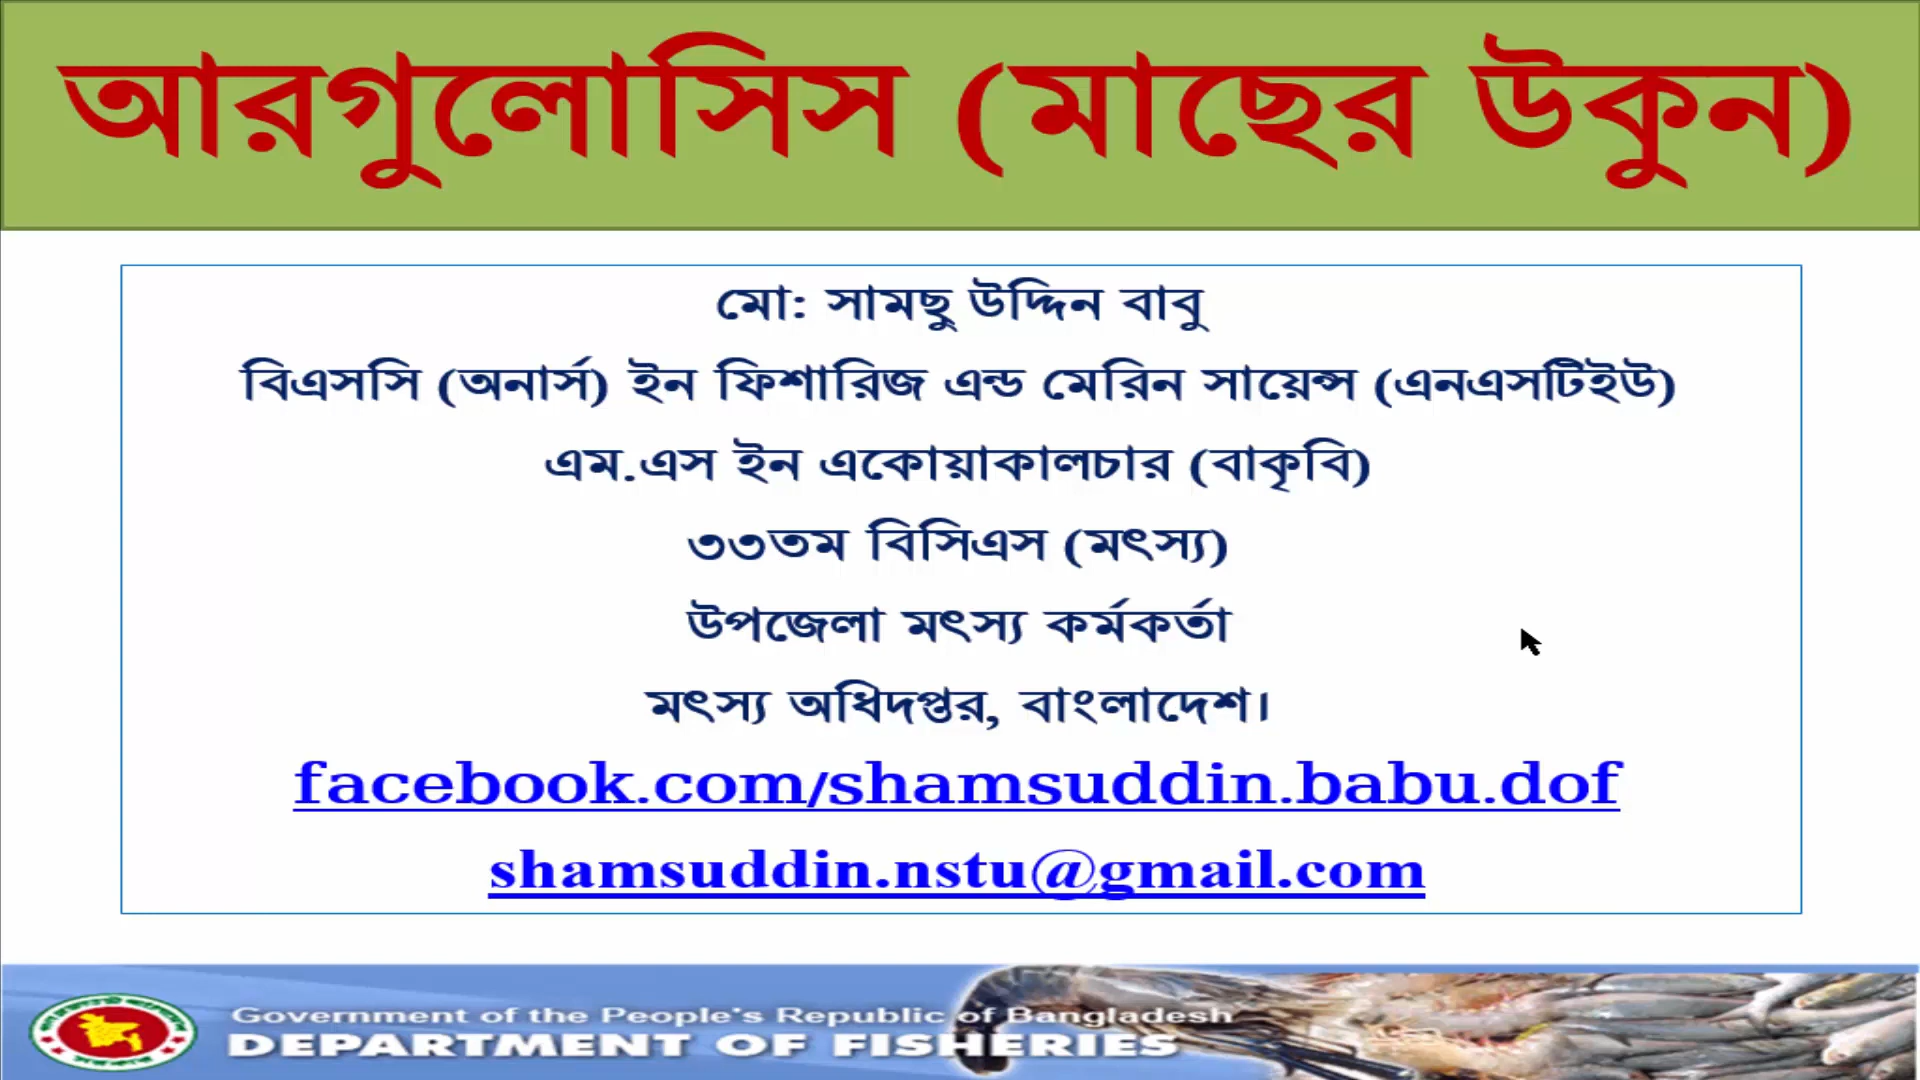 আরগুলোসিস (মাছের উকুন)
মো: সামছু উদ্দিন বাবু
বিএসসি (অনার্স) ইন ফিশারিজ এন্ড মেরিন সায়েন্স (এনএসটিইউ)
এম.এস ইন একোয়াকালচার (বাকৃবি)
৩৩তম বিসিএস (মৎস্য)
উপজেলা মৎস্য কর্মকর্তা
মৎস্য অধিদপ্তর, বাংলাদেশ।
facebook.com/shamsuddin.babu.dof
shamsuddin.nstu@gmail.com
Government of the People's Republic of Bangladesh
DEPARTMENT OF FISHERIES